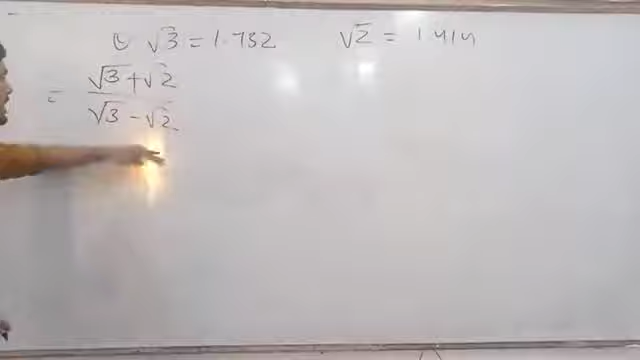 √3 = 1.732 √2 = 1.414
= √3+√2
√3-√2